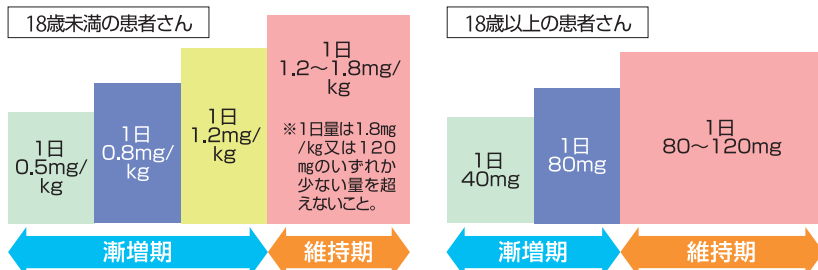 18歳未満の患者さん
1日
0.5mg/
kg
1日
0.8mg/
kg
1日
1.2mg/
kg
1日
1.2〜1.8mg/
kg
※1日量は1.8㎎
/kg又は120
㎎のいずれか
少ない量を超
えないこと。
漸増期
維持期
18歳以上の患者さん
1日
40mg
1日
80mg
1日
80〜120mg
漸増期
維持期